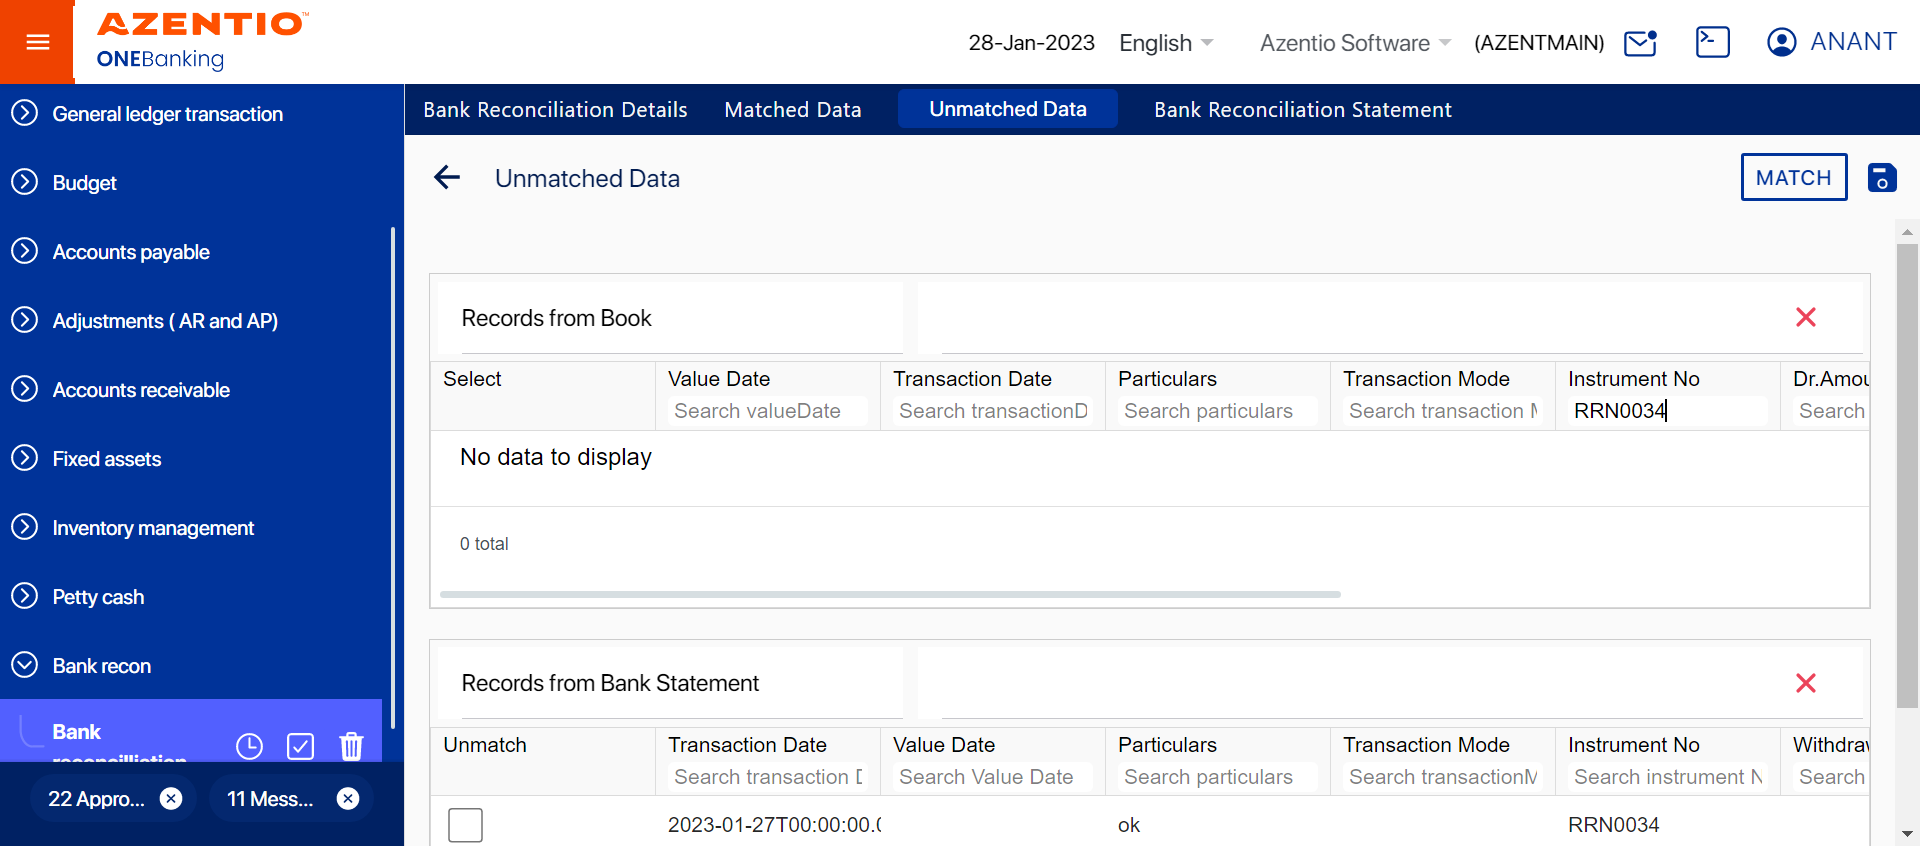 AZENTIO™
ONEBanking
28-Jan-2023 English Azentio Software (AZENTMAIN) ANANT
General ledger transaction
Budget
Accounts payable
Adjustments ( AR and AP)
Accounts receivable
Fixed assets
Inventory management
Petty cash
Bank recon
Bank
reconcilliation
22 Appro... 11 Mess...
Bank Reconciliation Details Matched Data Unmatched Data Bank Reconciliation Statement
Unmatched Data MATCH
Records from Book
Select Value Date Transaction Date Particulars Transaction Mode Instrument No Dr.Amou
Search valueDate Search transactionD Search particulars Search transaction M RRN0034 Search
No data to display
0 total
Records from Bank Statement
Unmatch Transaction Date Value Date Particulars Transaction Mode Instrument No Withdraw
Search transaction D Search Value Date Search particulars Search transactionM Search instrument N Search
2023-01-27T00:00:00.0 ok RRN0034